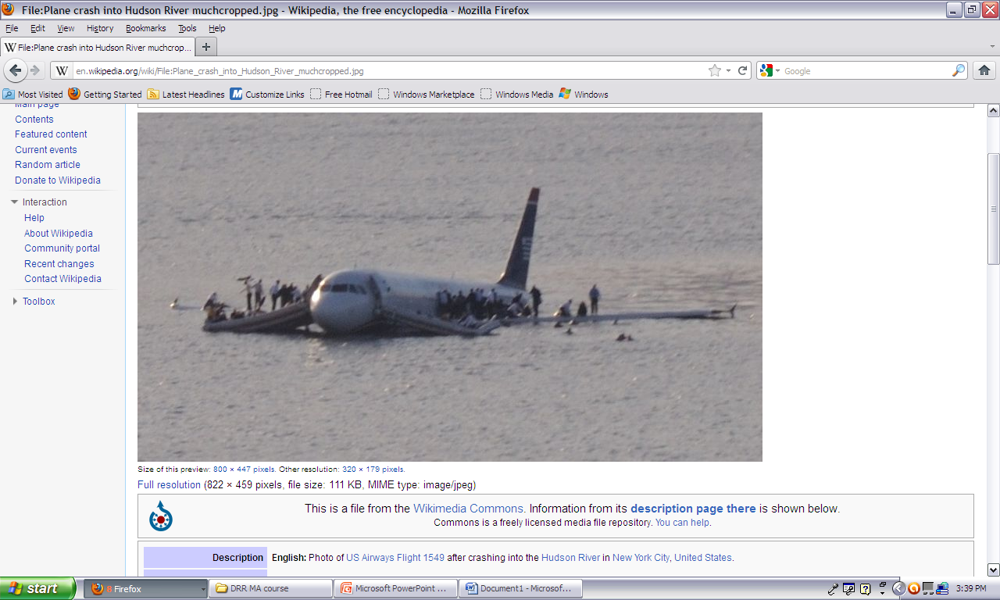 File:Plane crash into Hudson River muchcropped.jpg - Wikipedia, the free encyclopedia - Mozilla Firefox
File Edit View History Bookmarks Tools Help
W File:Plane crash into Hudson River muchcrop... +
W en.wikipedia.org/wiki/File:Plane_crash_into_Hudson_River_muchcropped.jpg Google
Most Visited Getting Started Latest Headlines Customize Links Free Hotmail Windows Marketplace Windows Media Windows
Main page
Contents
Featured content
Current events
Random article
Donate to Wikipedia
Interaction
Help
About Wikipedia
Community portal
Recent changes
Contact Wikipedia
Toolbox
Size of this preview: 800 × 447 pixels. Other resolution: 320 × 179 pixels.
Full resolution (822 × 459 pixels, file size: 111 KB, MIME type: image/jpeg)
This is a file from the Wikimedia Commons. Information from its description page there is shown below.
Commons is a freely licensed media file repository. You can help.
Description English: Photo of US Airways Flight 1549 after crashing into the Hudson River in New York City, United States.
start 8 Firefox DRR MA course Microsoft PowerPoint ... Document1 - Microsof... 3:39 PM